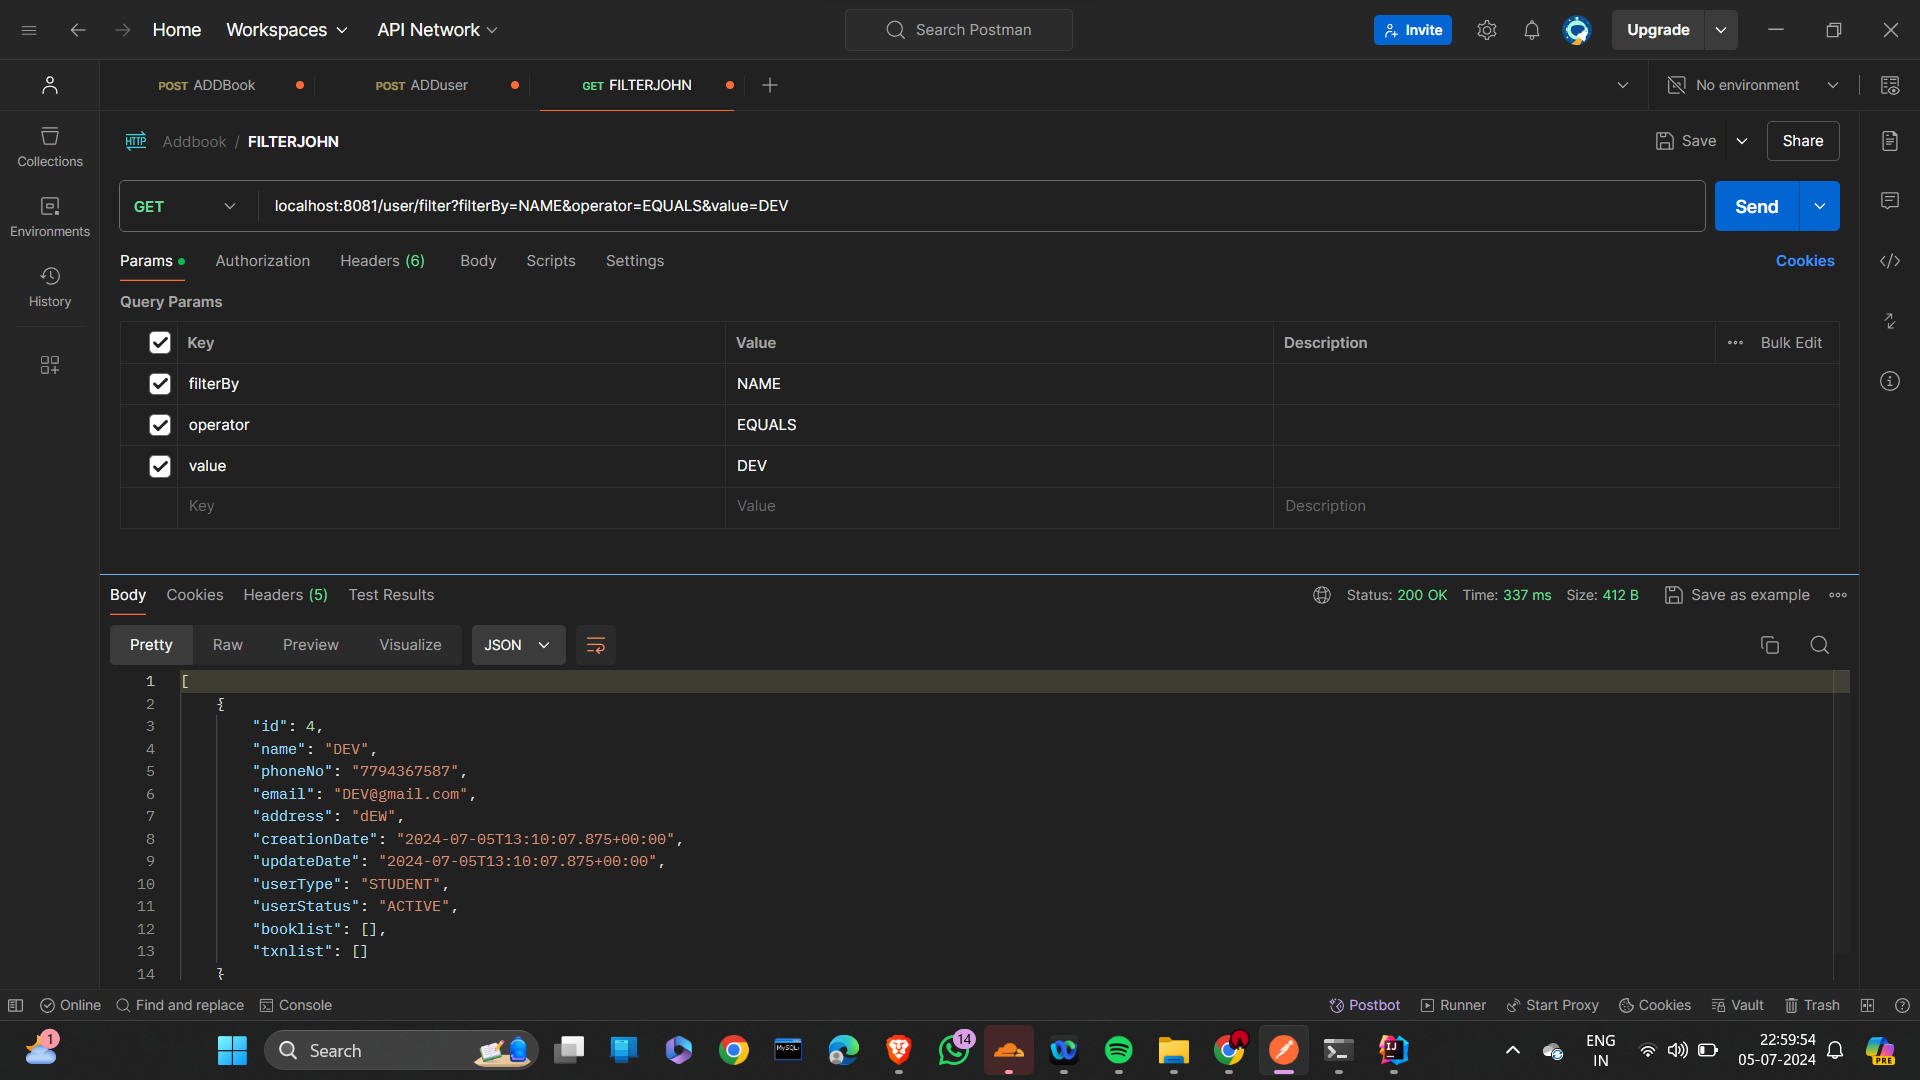 Home Workspaces API Network Search Postman Invite Upgrade
POST ADDBook POST ADDuser GET FILTERJOHN No environment
HTTP Addbook / FILTERJOHN Save Share
Collections
Environments
History
GET localhost:8081/user/filter?filterBy=NAME&operator=EQUALS&value=DEV Send
Params Authorization Headers (6) Body Scripts Settings Cookies
Query Params
Key Value Description Bulk Edit
filterBy NAME
operator EQUALS
value DEV
Key Value Description
Body Cookies Headers (5) Test Results Status: 200 OK Time: 337 ms Size: 412 B Save as example
Pretty Raw Preview Visualize JSON
1 [
2 {
3 "id": 4,
4 "name": "DEV",
5 "phoneNo": "7794367587",
6 "email": "DEV@gmail.com",
7 "address": "dEW",
8 "creationDate": "2024-07-05T13:10:07.875+00:00",
9 "updateDate": "2024-07-05T13:10:07.875+00:00",
10 "userType": "STUDENT",
11 "userStatus": "ACTIVE",
12 "booklist": [],
13 "txnlist": []
14 }
Online Find and replace Console Postbot Runner Start Proxy Cookies Vault Trash
1 Search MySQL 14 IJ ENG 22:59:54 PRE
IN 05-07-2024